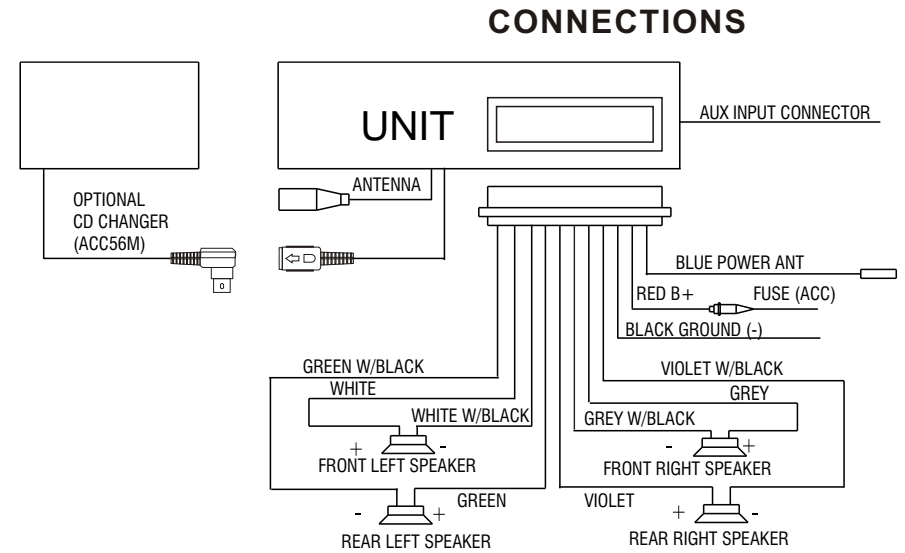 CONNECTIONS
UNIT
AUX INPUT CONNECTOR
OPTIONAL
CD CHANGER
(ACC56M)
ANTENNA
BLUE POWER ANT
RED B+
FUSE (ACC)
BLACK GROUND (-)
GREEN W/BLACK
VIOLET W/BLACK
WHITE
GREY
WHITE W/BLACK
GREY W/BLACK
+ -
- +
FRONT LEFT SPEAKER
FRONT RIGHT SPEAKER
GREEN
VIOLET
- +
+ -
REAR LEFT SPEAKER
REAR RIGHT SPEAKER